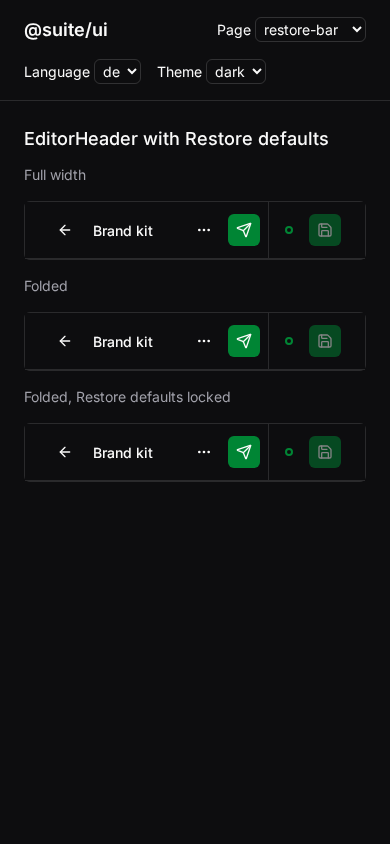 @suite/ui
Page restore-bar
Language de Theme dark
EditorHeader with Restore defaults
Full width
Brand kit
Folded
Brand kit
Folded, Restore defaults locked
Brand kit